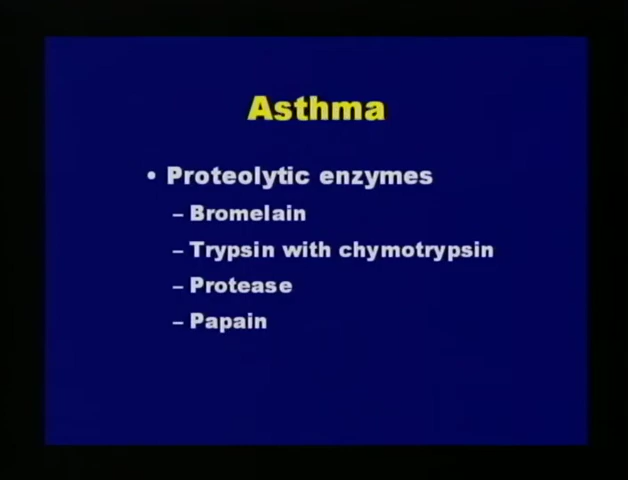 Asthma
• Proteolytic enzymes
– Bromelain
– Trypsin with chymotrypsin
– Protease
– Papain